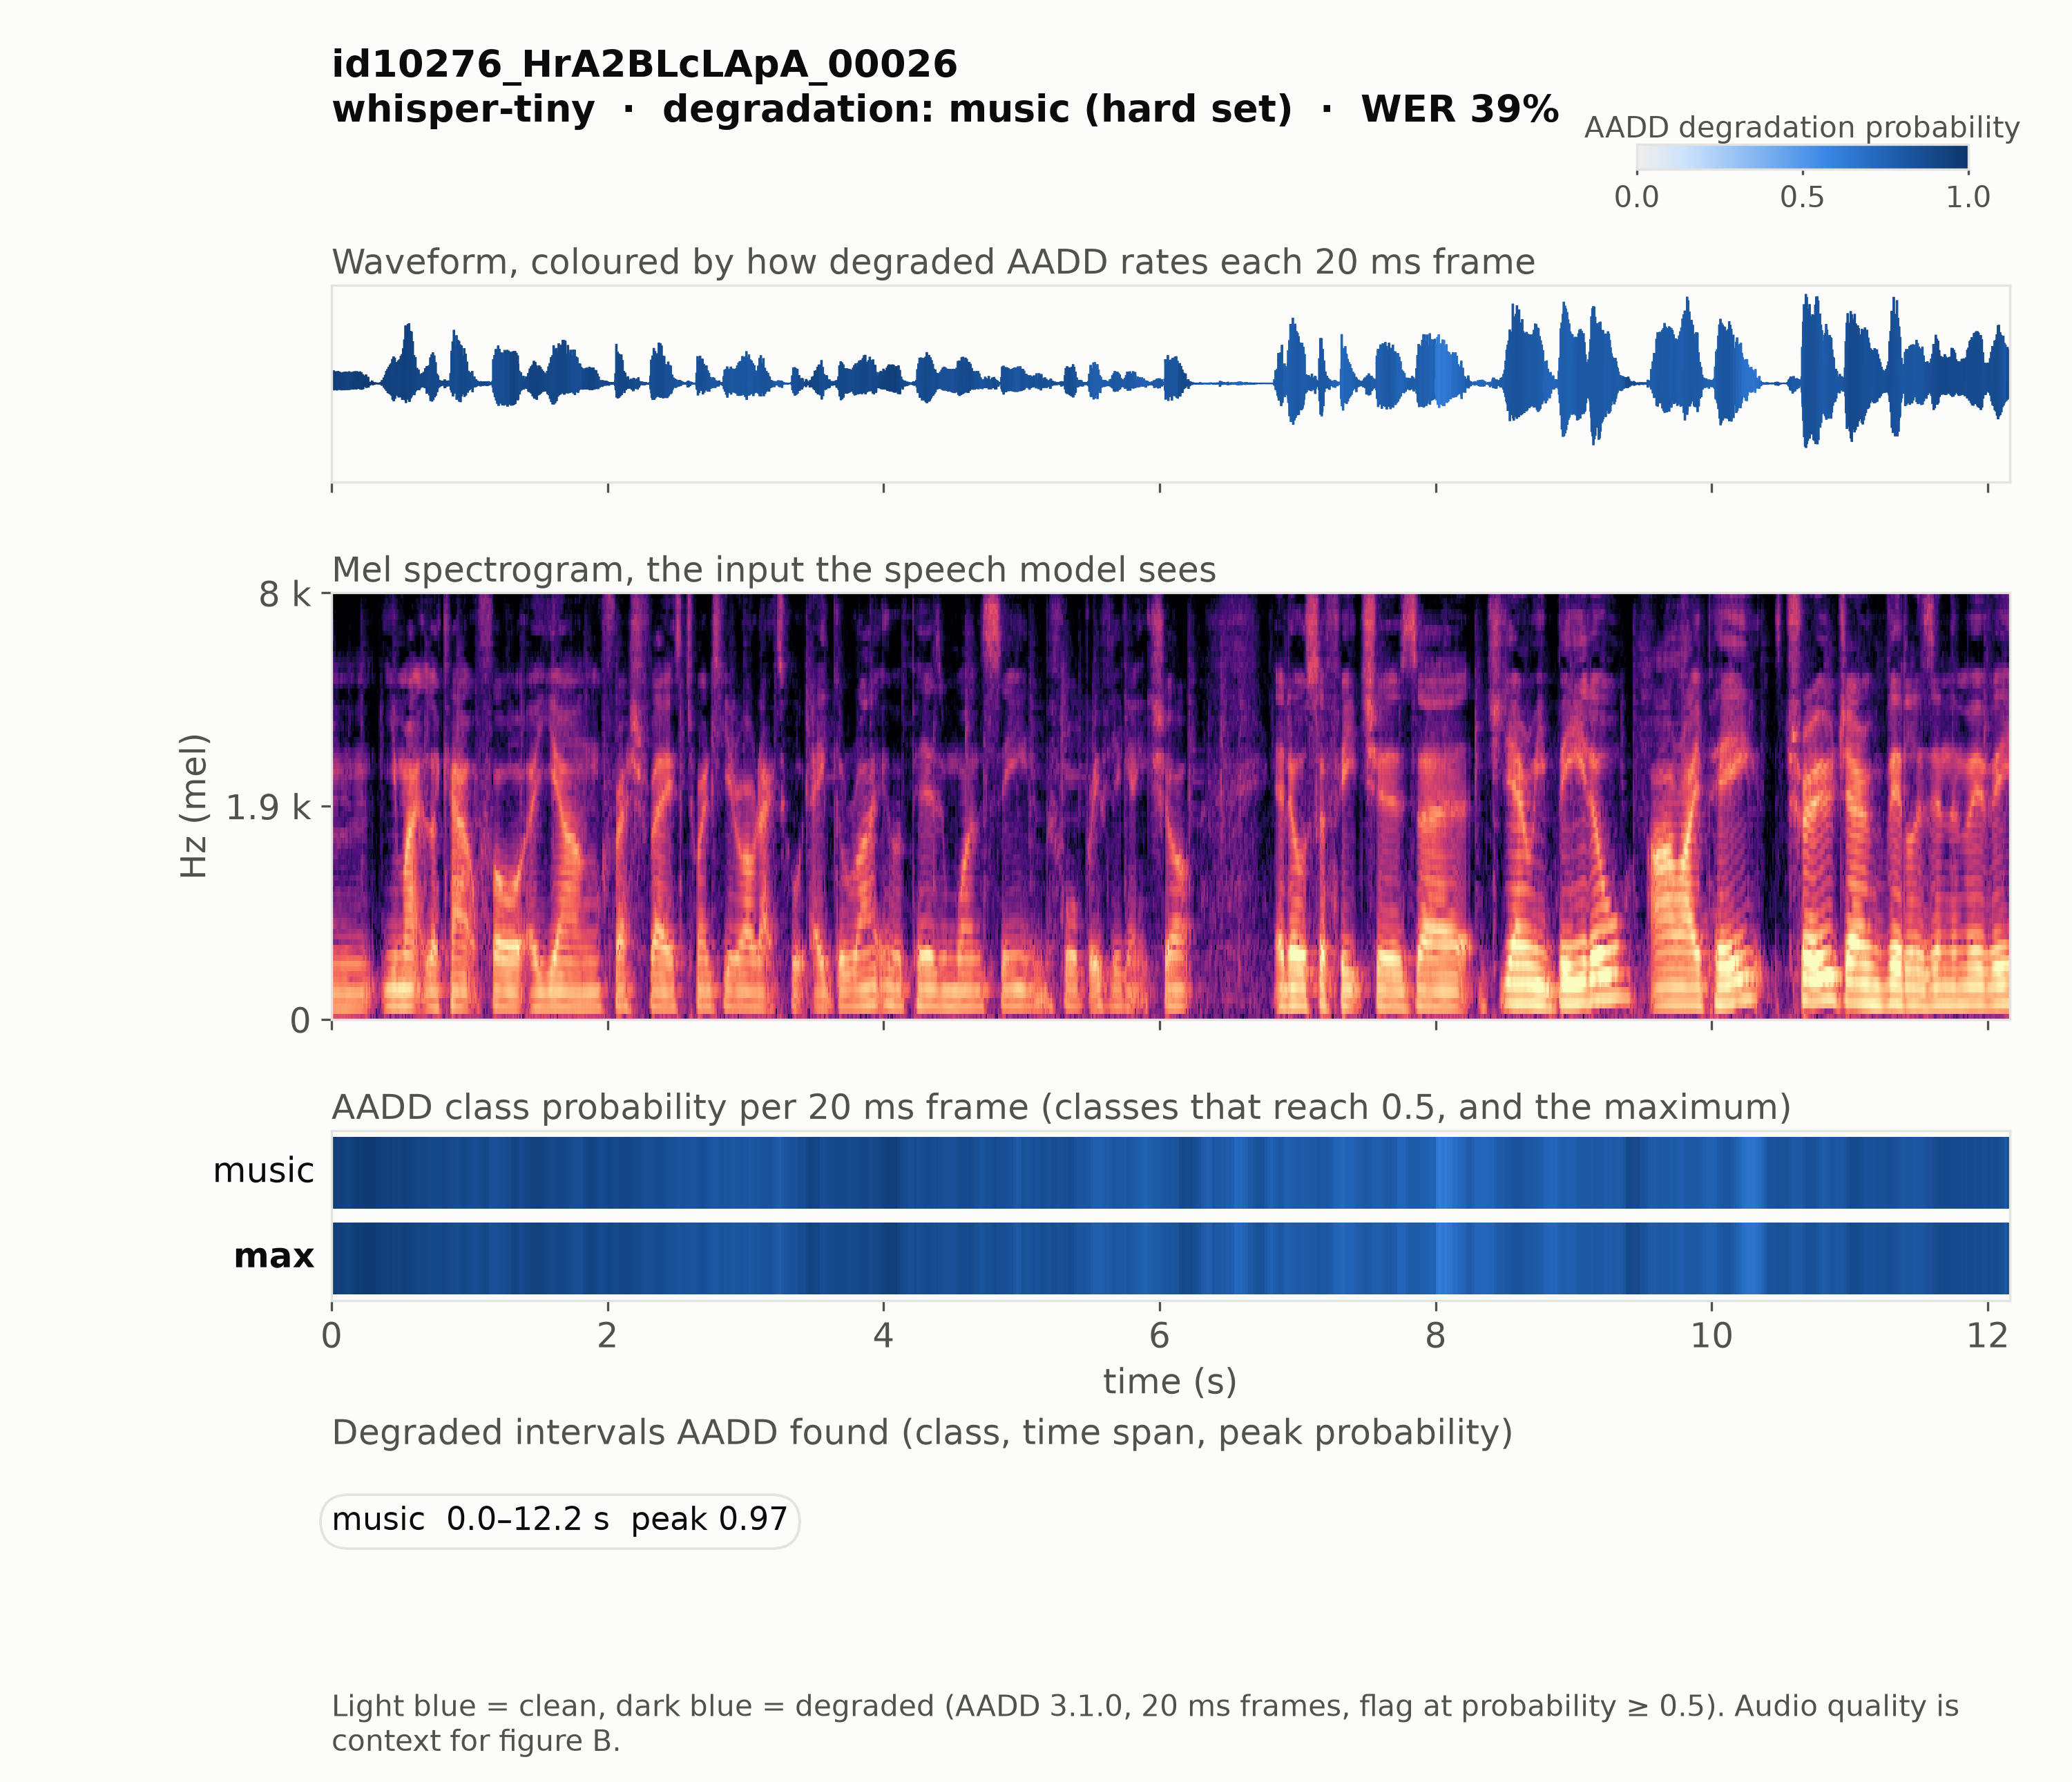 id10276_HrA2BLcLApA_00026
whisper-tiny · degradation: music (hard set) · WER 39%
AADD degradation probability
0.0 0.5 1.0
Waveform, coloured by how degraded AADD rates each 20 ms frame
Mel spectrogram, the input the speech model sees
8 k
1.9 k
0
Hz (mel)
AADD class probability per 20 ms frame (classes that reach 0.5, and the maximum)
music
max
0 2 4 6 8 10 12
time (s)
Degraded intervals AADD found (class, time span, peak probability)
music 0.0–12.2 s peak 0.97
Light blue = clean, dark blue = degraded (AADD 3.1.0, 20 ms frames, flag at probability ≥ 0.5). Audio quality is
context for figure B.